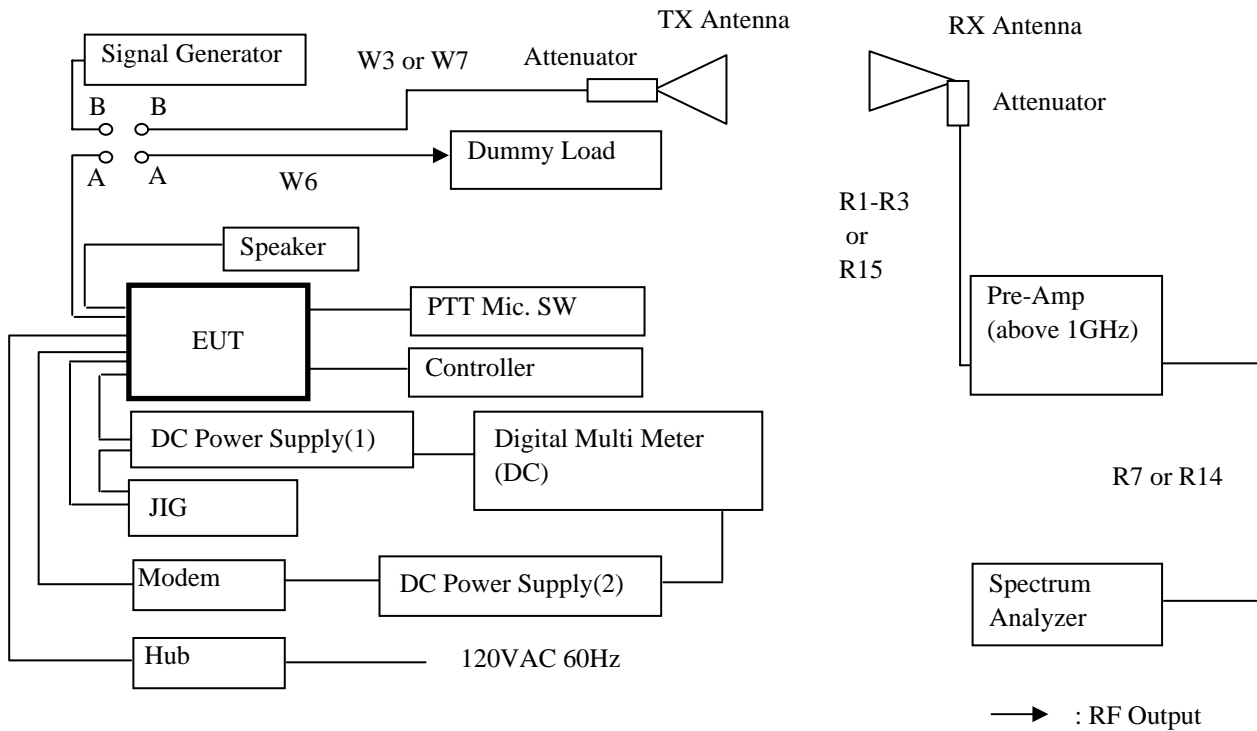 TX Antenna
RX Antenna
Signal Generator
W3 or W7
Attenuator
Attenuator
B B
A A
W6
Dummy Load
R1-R3
or
R15
Speaker
EUT
PTT Mic. SW
Controller
Pre-Amp
(above 1GHz)
DC Power Supply(1)
Digital Multi Meter
(DC)
R7 or R14
JIG
Modem
DC Power Supply(2)
Spectrum
Analyzer
Hub
120VAC 60Hz
: RF Output